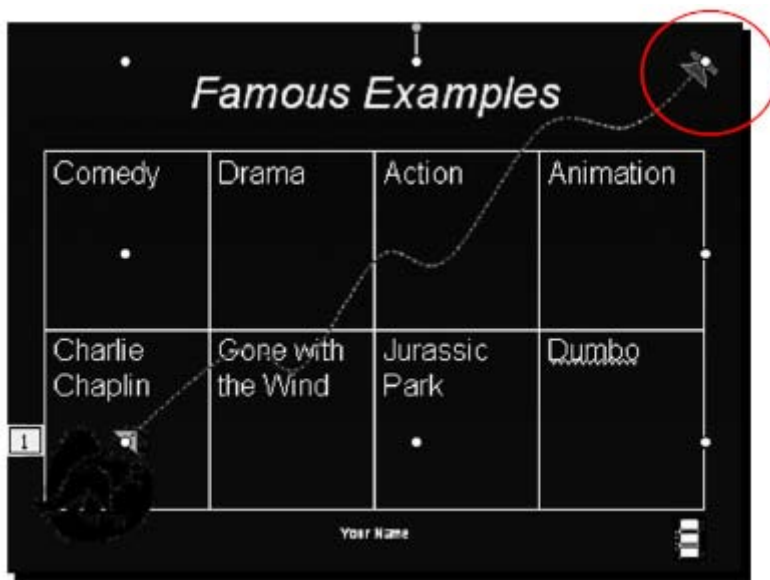 Famous Examples
Comedy
Drama
Action
Animation
Charlie
Chaplin
Gone with
the Wind
Jurassic
Park
Dumbo
1
Your Name